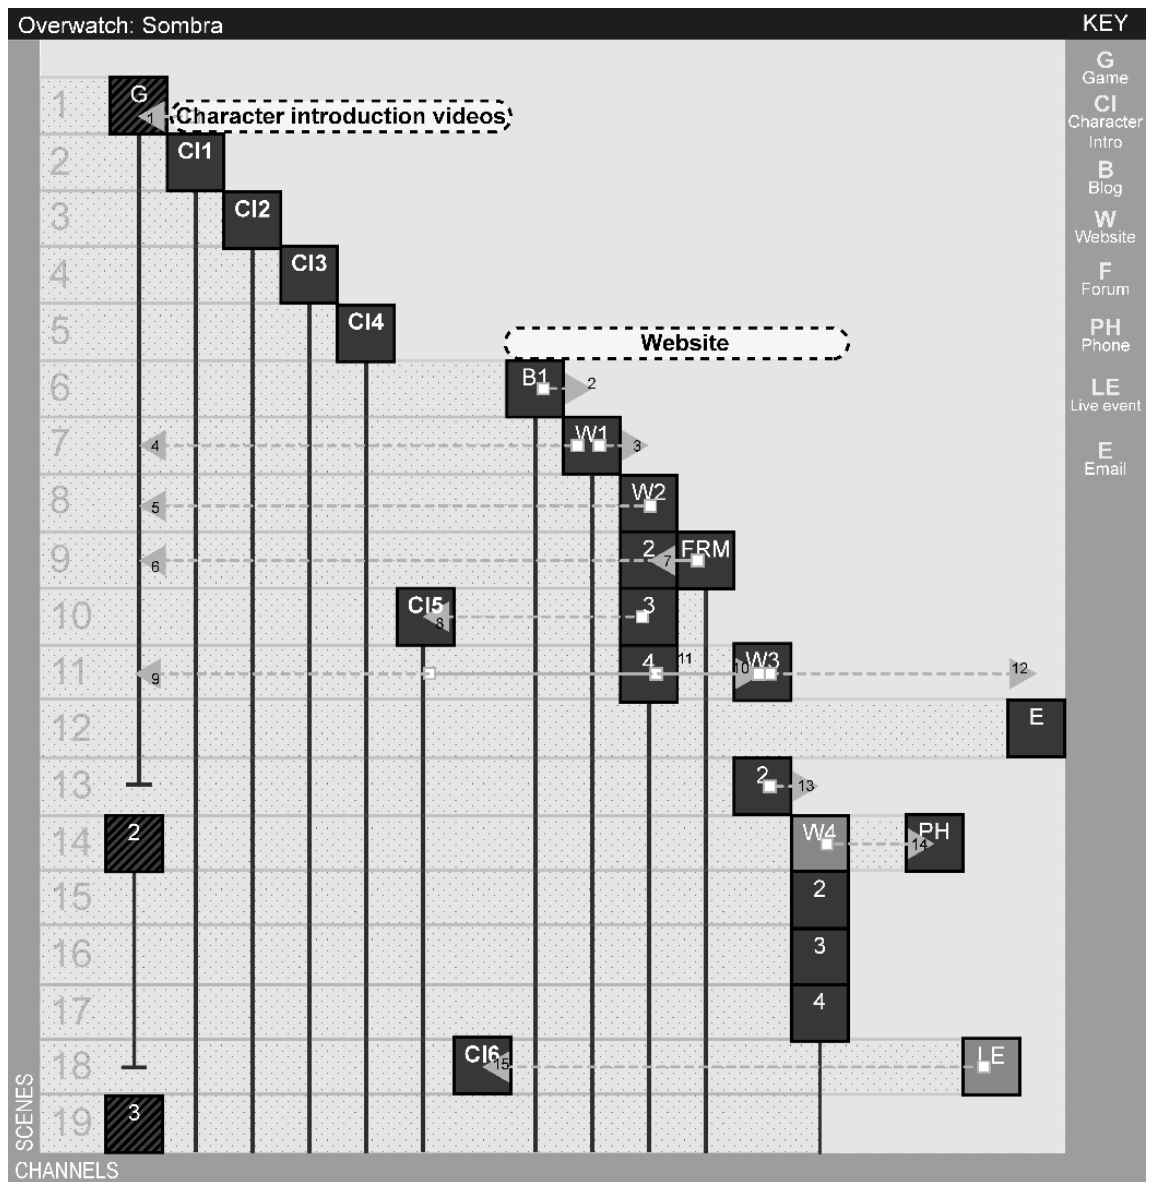 Overwatch: Sombra
KEY
G
Game
CI
Character
Intro
B
Blog
W
Website
F
Forum
PH
Phone
LE
Live event
E
Email
1
G
1
Character introduction videos
2
CI1
3
CI2
4
CI3
5
CI4
Website
6
B1
2
7
4
W1
3
8
5
W2
9
6
2
7
FRM
10
CI5
8
3
11
9
4
11
10
W3
12
12
E
13
2
13
14
2
W4
14
PH
15
2
16
3
17
4
18
CI6
15
LE
19
3
SCENES
CHANNELS